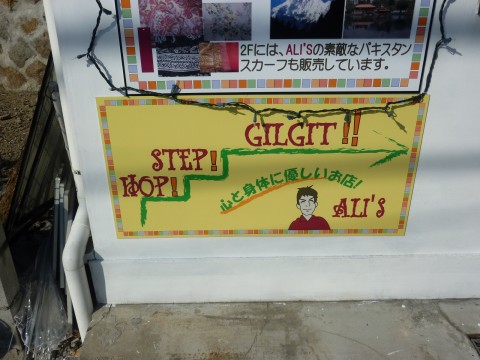 2Fには、ALI'Sの素敵なパキスタン
スカーフも販売しています。
GILGIT!!
STEP!
HOP!
心と身体に優しいお店!
ALI'S